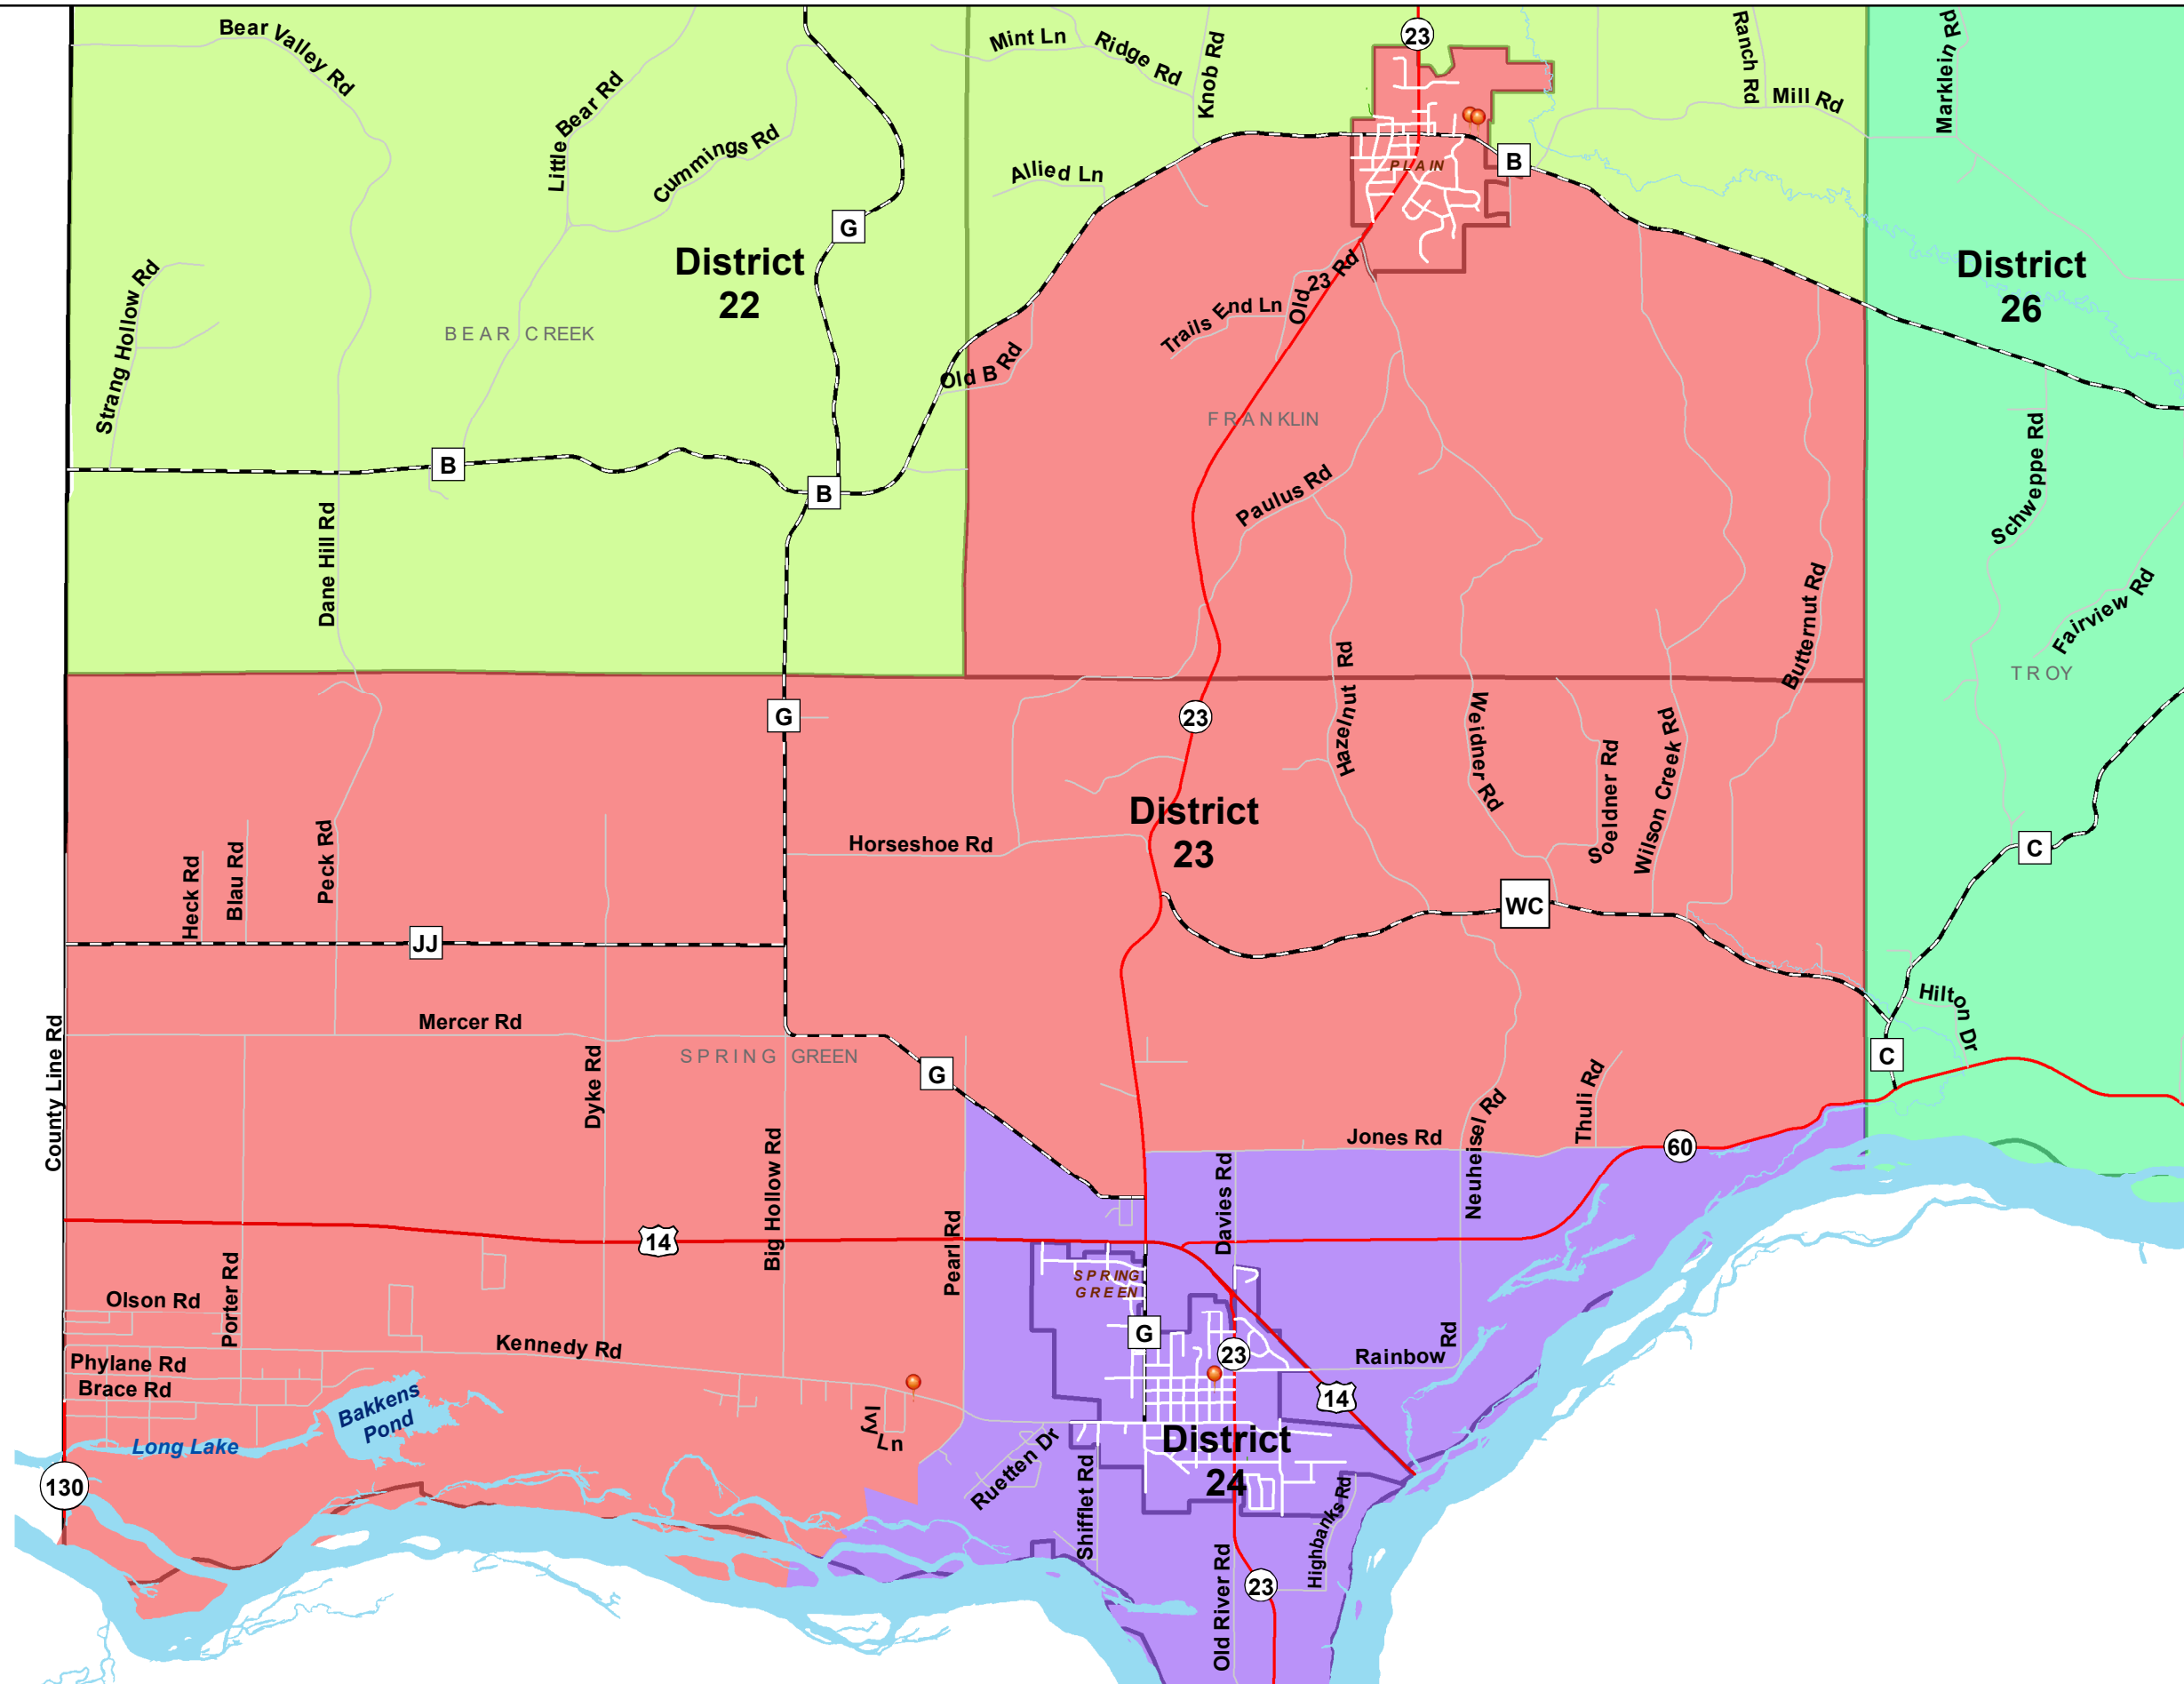 Bear Valley Rd
Little Bear Rd
Cummings Rd
Mint Ln
Ridge Rd
Knob Rd
23
Ranch Rd
Mill Rd
Marklein Rd
Allied Ln
PLAIN
B
G
District
22
District
26
Strang Hollow Rd
BEAR CREEK
Old 23 Rd
Trails End Ln
Old B Rd
FRANKLIN
B
B
Paulus Rd
Schweppe Rd
Dane Hill Rd
Fairview Rd
Butternut Rd
TROY
Hazelnut Rd
G
23
Weidner Rd
Soeldner Rd
Wilson Creek Rd
District
23
Horseshoe Rd
C
Heck Rd
Blau Rd
Peck Rd
WC
JJ
Hilton Dr
Mercer Rd
County Line Rd
SPRING GREEN
Dyke Rd
G
C
Big Hollow Rd
Jones Rd
Neuheisel Rd
Thuli Rd
60
Pearl Rd
Davies Rd
14
Porter Rd
Olson Rd
SPRING
GREEN
G
23
Kennedy Rd
Rainbow Rd
Phylane Rd
Brace Rd
14
Bakkens
Pond
Long Lake
Ivy Ln
District
24
Ruetten Dr
Shifflet Rd
130
Highbanks Rd
Old River Rd
23